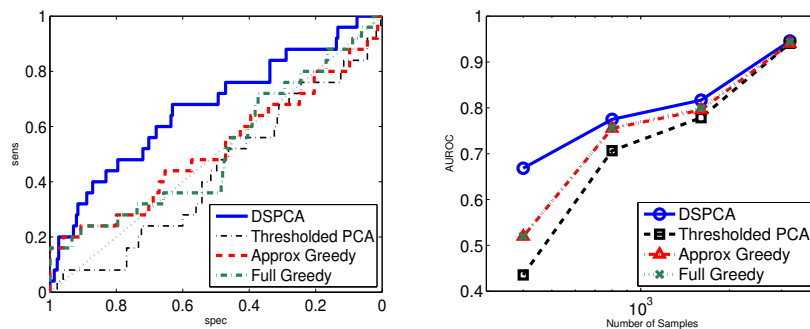 1
0.8
0.6
0.4
0.2
0
sens
1
0.8
0.6
0.4
0.2
0
spec
DSPCA
Thresholded PCA
Approx Greedy
Full Greedy
1
0.9
0.8
0.7
0.6
0.5
0.4
AUROC
10³
Number of Samples
DSPCA
Thresholded PCA
Approx Greedy
Full Greedy